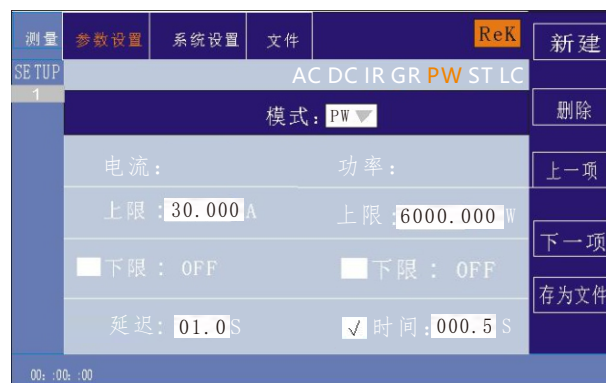 测量 参数设置 系统设置 文件 ReK 新建
SETUP AC DC IR GR PW ST LC
1
模式：PW 删除
电流： 功率： 上一项
上限：30.000A 上限：6000.000W
下一项
下限：OFF 下限：OFF
存为文件
延迟：01.0S √ 时间：000.5 S
00: :00: :00